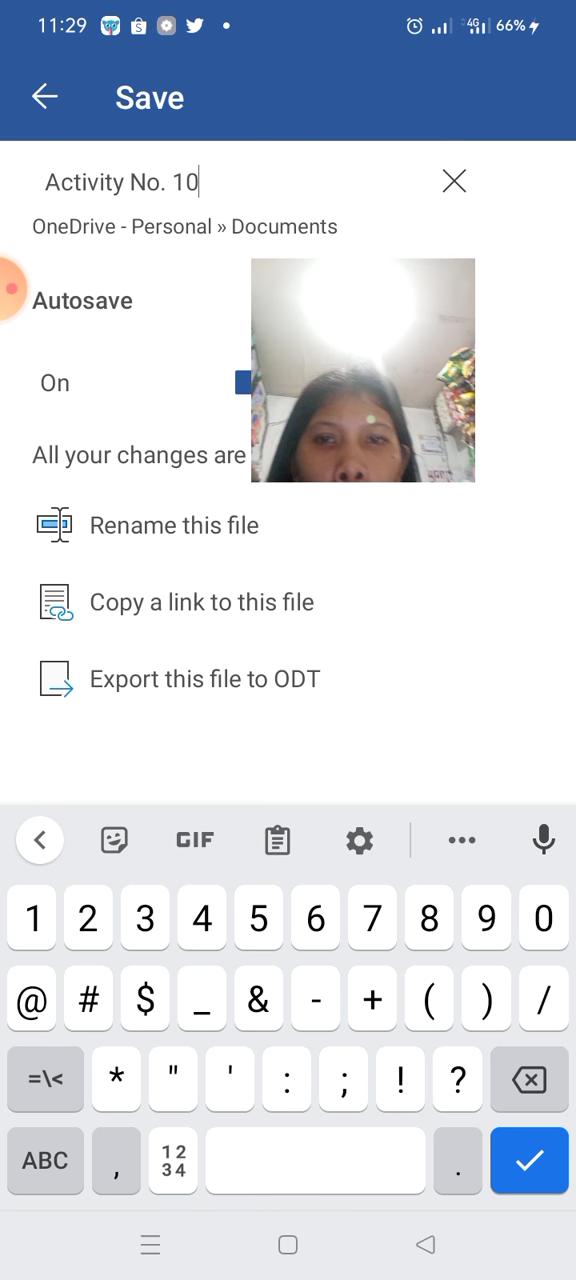 11:29
4G 66%
Save
Activity No. 10
OneDrive - Personal » Documents
Autosave
On
All your changes are
Rename this file
Copy a link to this file
Export this file to ODT
GIF
1 2 3 4 5 6 7 8 9 0
@ # $ _ & - + ( ) /
=\< * " ' : ; ! ?
ABC , 12 34 .